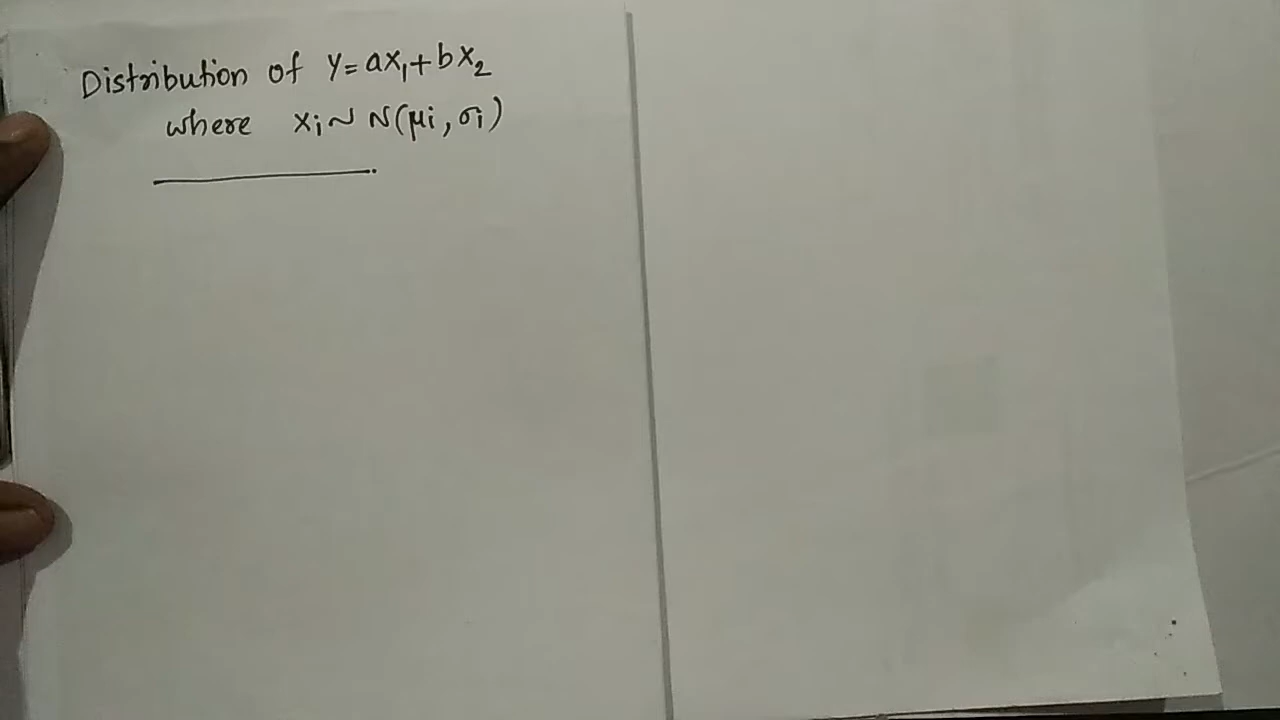 Distribution of Y=aX₁+bX₂
where Xᵢ~N(μi,σi)